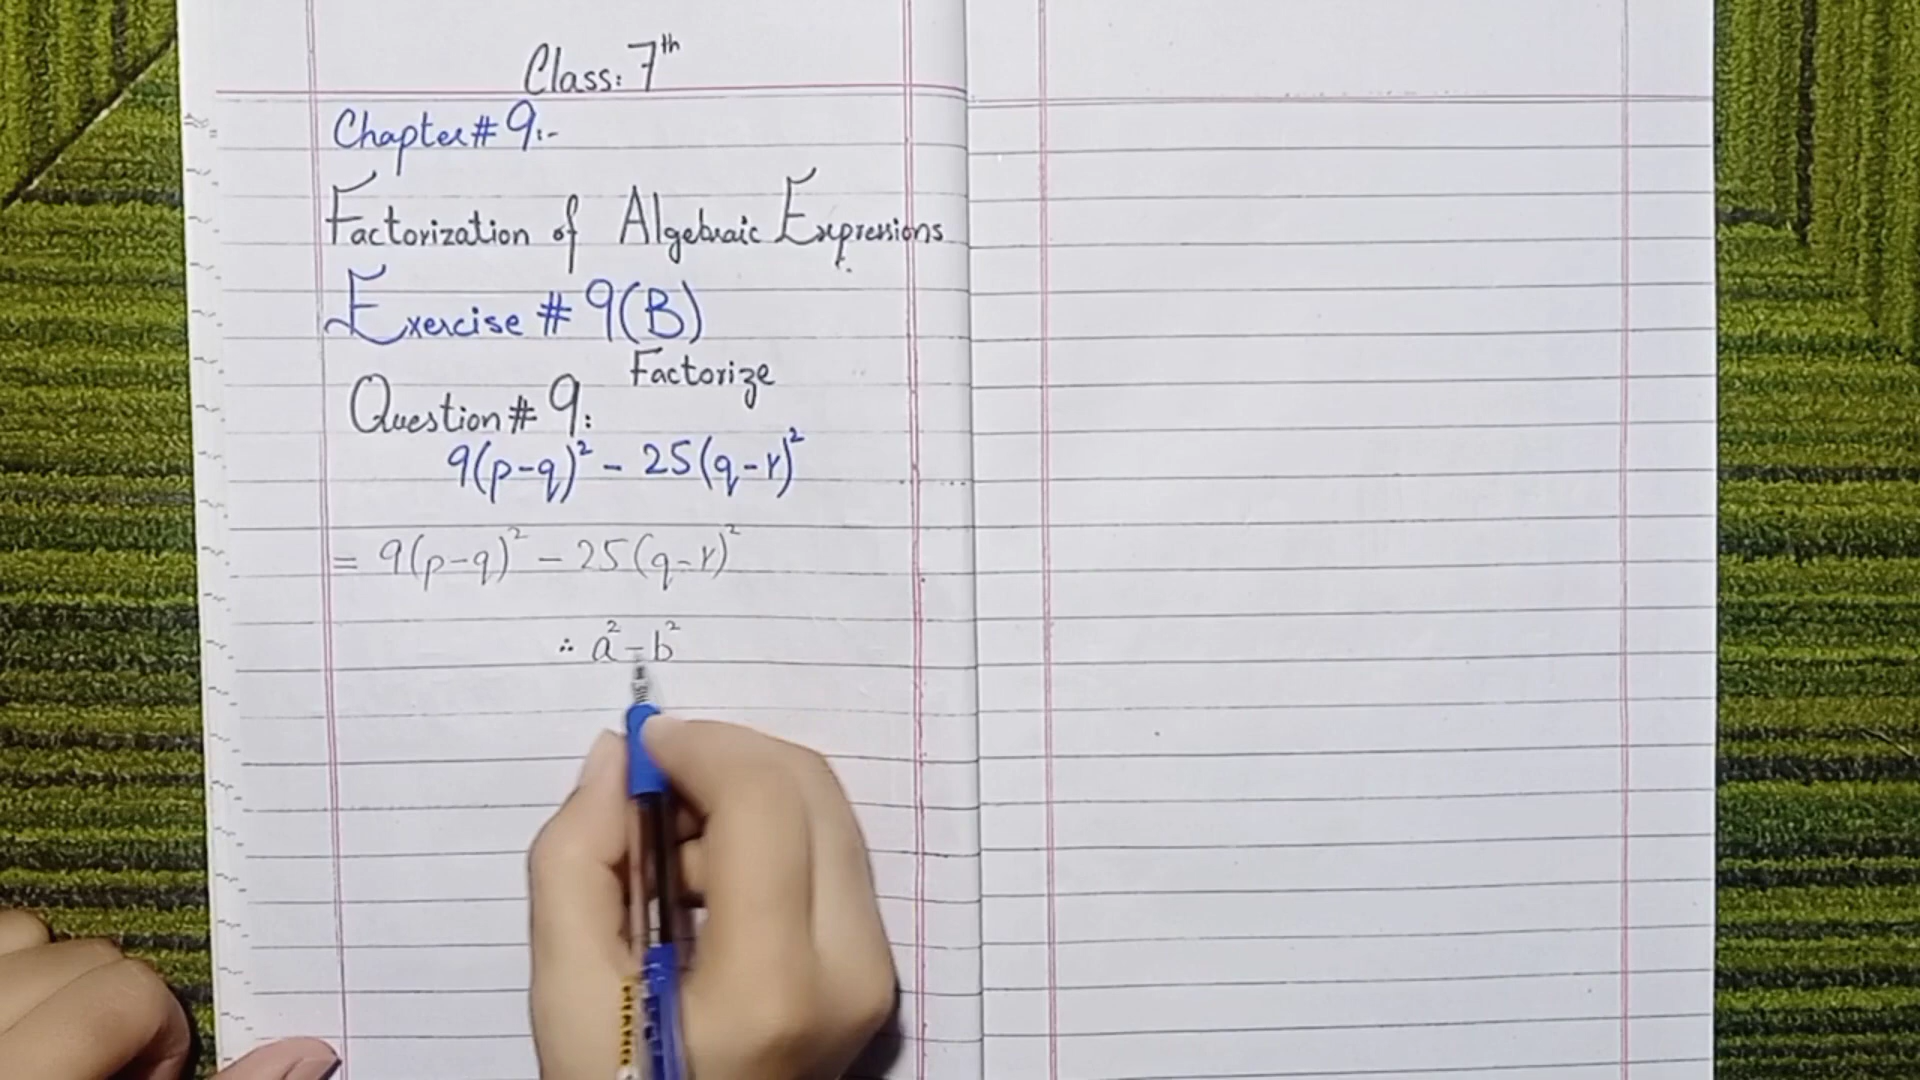 Class: 7th
Chapter # 9:-
Factorization of Algebraic Expressions
Exercise # 9(B)
Question # 9: Factorize
9(p-q)² - 25(q-r)²
= 9(p-q)² - 25(q-r)²
∴ a² - b²